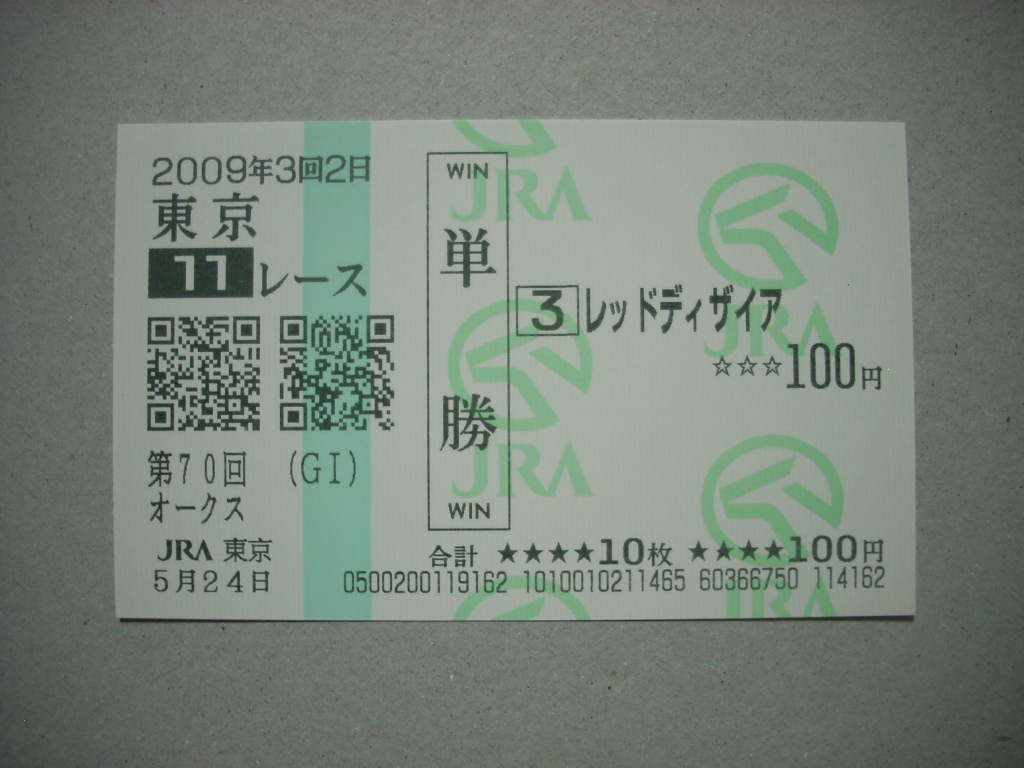 2009年3回2日
東京
11レース
第70回 (GI)
オークス
JRA 東京
5月24日
WIN
単勝
WIN
3 レッドディザイア
☆☆☆100円
合計 ★★★★10枚 ★★★★100円
0500200119162 1010010211465 60366750 114162
JRA
JRA
JRA
JRA